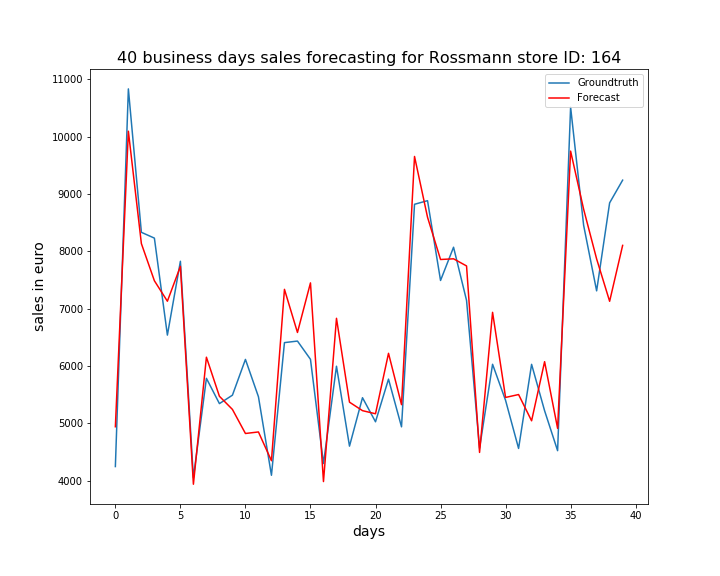 40 business days sales forecasting for Rossmann store ID: 164
Groundtruth
Forecast
sales in euro
11000
10000
9000
8000
7000
6000
5000
4000
0 5 10 15 20 25 30 35 40
days